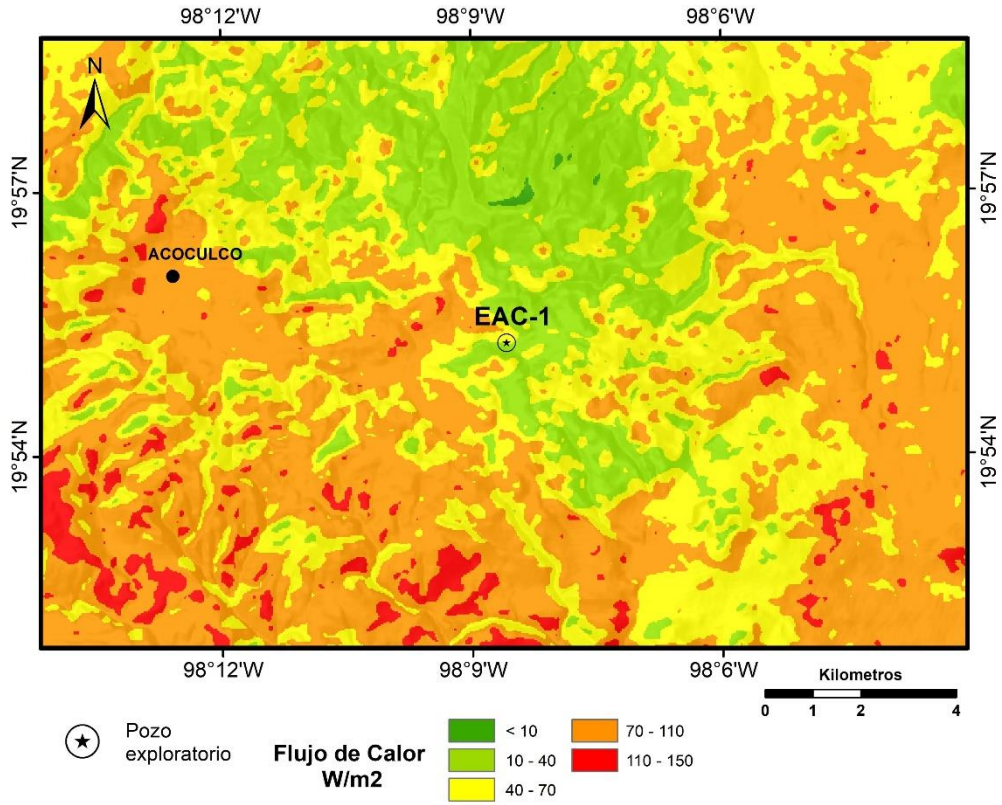 98°12'W 98°9'W 98°6'W
N
19°57'N 19°57'N
ACOCULCO
EAC-1
19°54'N 19°54'N
98°12'W 98°9'W 98°6'W
Kilometros
0 1 2 4
Pozo
exploratorio
Flujo de Calor
W/m2
< 10
10 - 40
40 - 70
70 - 110
110 - 150